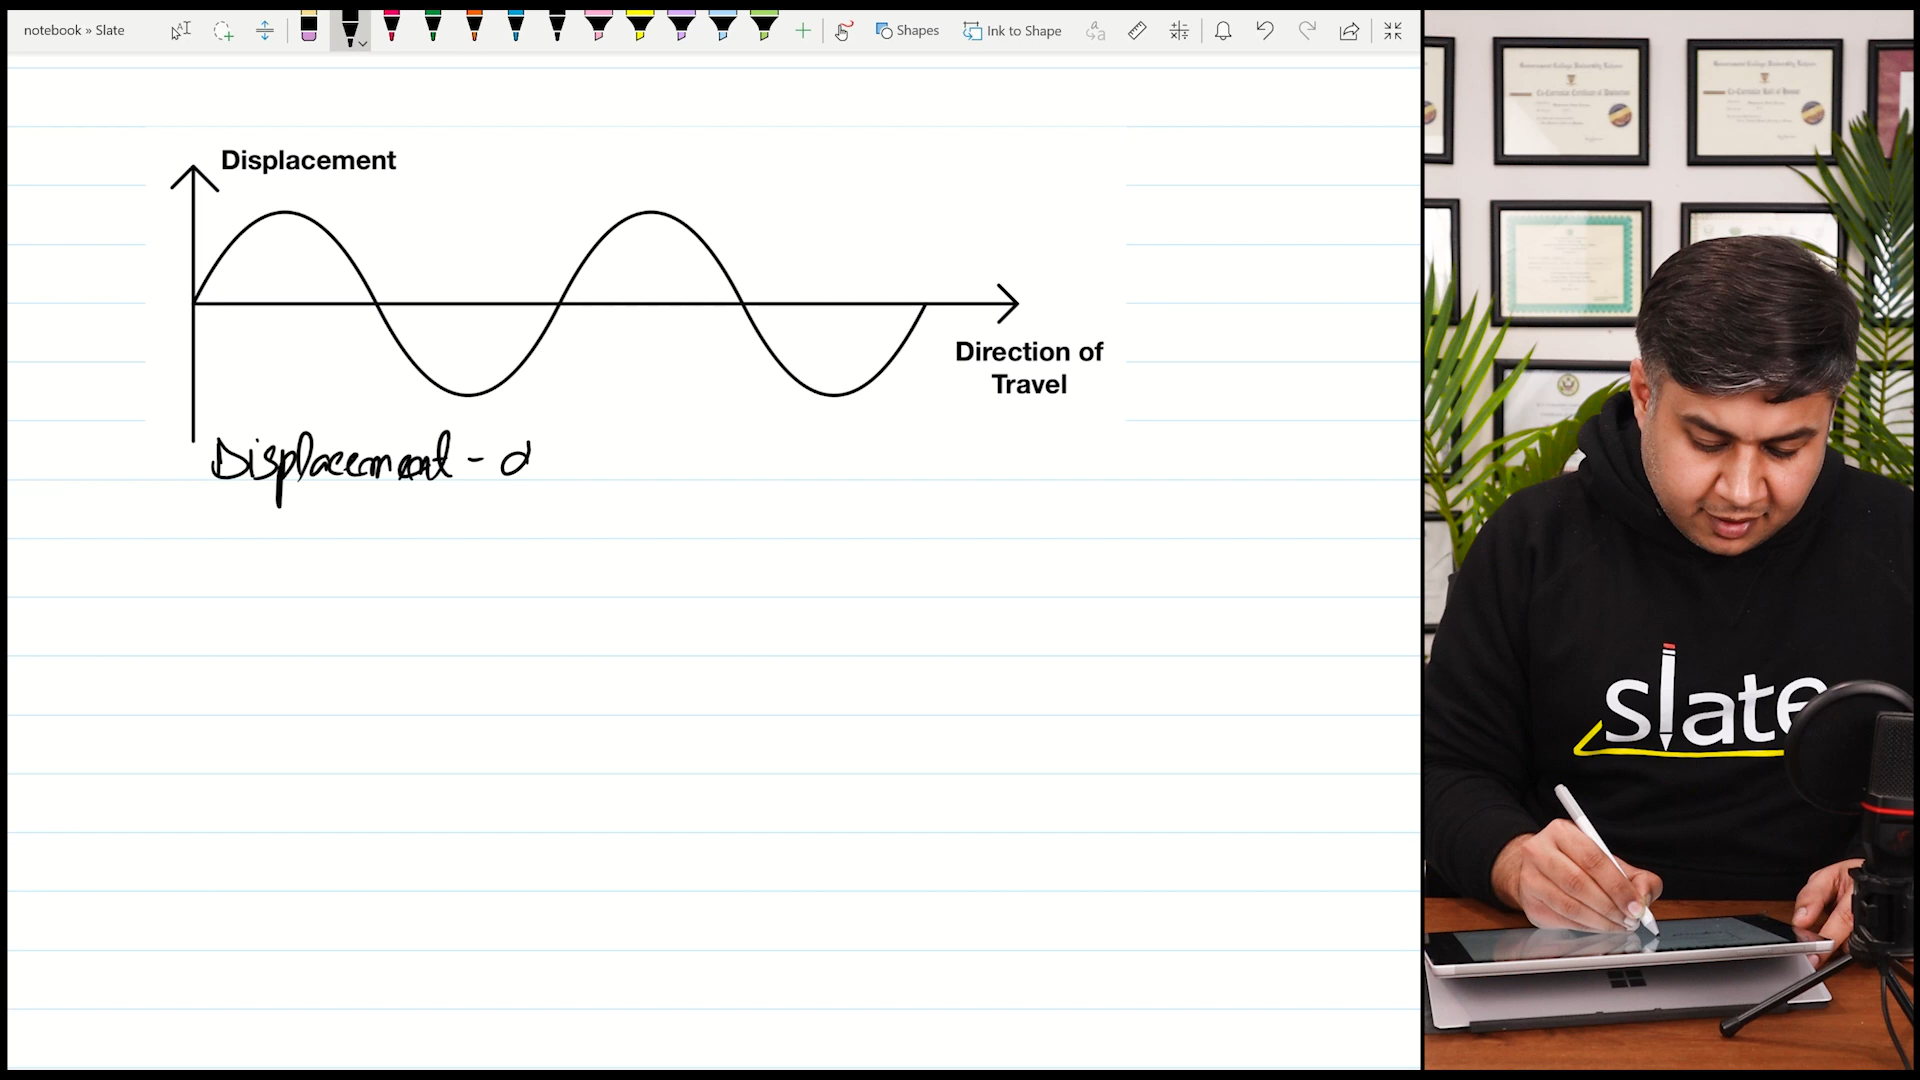 notebook » Slate
Shapes
Ink to Shape
Displacement
Direction of
Travel
Displacement - d
slate